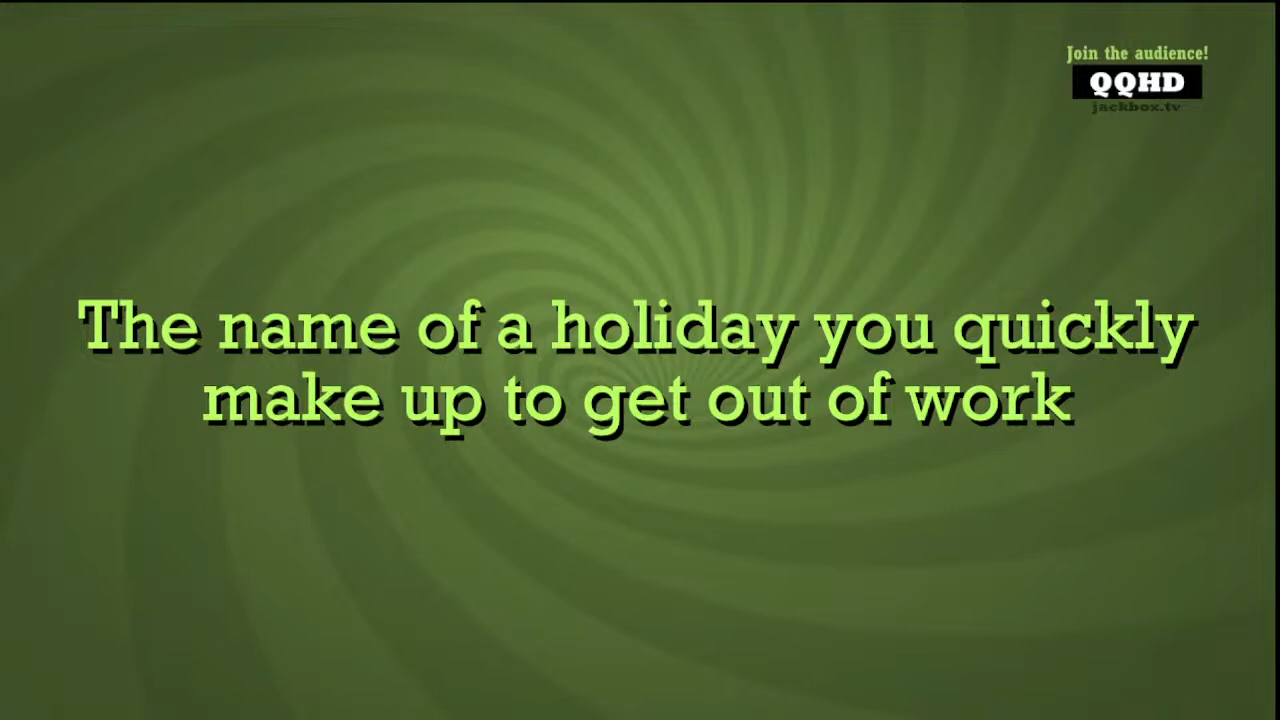 Join the audience!
QQHD
jackbox.tv
The name of a holiday you quickly
make up to get out of work